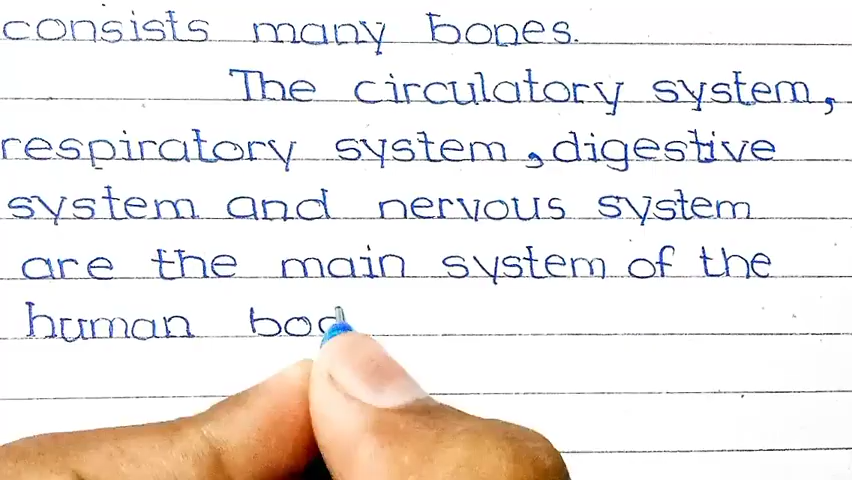 consists many bones.
The circulatory system,
respiratory system, digestive
system and nervous system
are the main system of the
human